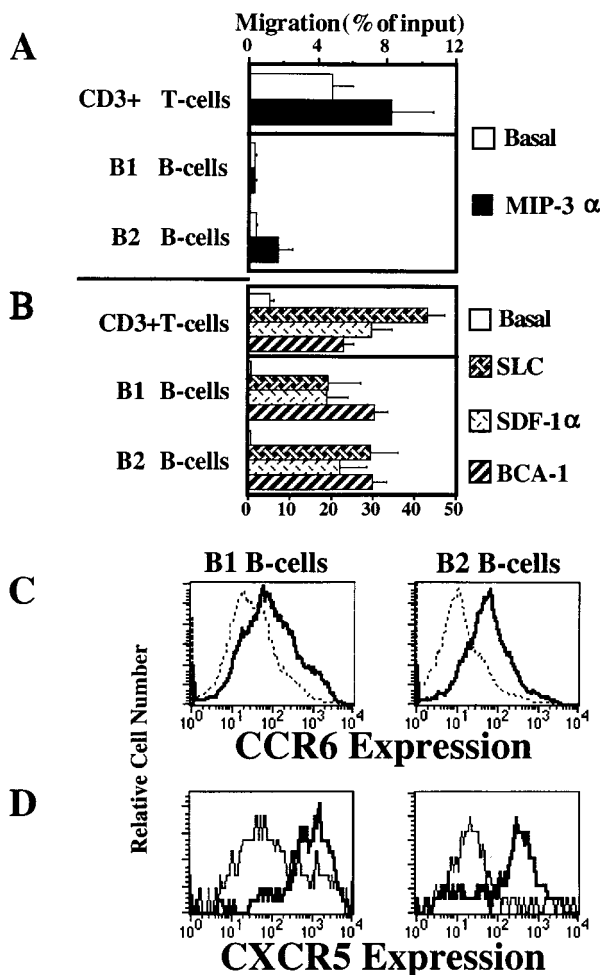 A
Migration (% of input)
0 4 8 12
CD3+ T-cells
B1 B-cells
B2 B-cells
Basal
MIP-3 α
B
CD3+T-cells
B1 B-cells
B2 B-cells
Basal
SLC
SDF-1α
BCA-1
0 10 20 30 40 50
C
B1 B-cells
B2 B-cells
10⁰ 10¹ 10² 10³ 10⁴
10⁰ 10¹ 10² 10³ 10⁴
CCR6 Expression
Relative Cell Number
D
10⁰ 10¹ 10² 10³ 10⁴
10⁰ 10¹ 10² 10³ 10⁴
CXCR5 Expression